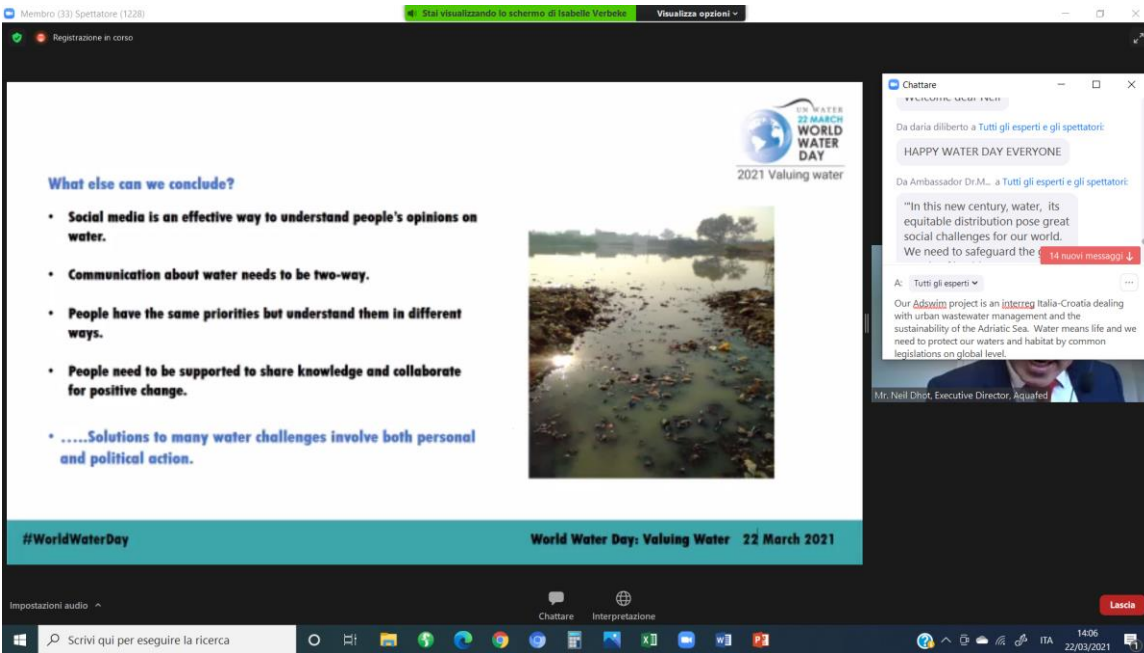 Membro (33) Spettatore (1228)
Stai visualizzando lo schermo di Isabelle Verbeke
Visualizza opzioni
Registrazione in corso
UN WATER
22 MARCH
WORLD
WATER
DAY
2021 Valuing water
What else can we conclude?
• Social media is an effective way to understand people's opinions on
water.
• Communication about water needs to be two-way.
• People have the same priorities but understand them in different
ways.
• People need to be supported to share knowledge and collaborate
for positive change.
• .....Solutions to many water challenges involve both personal
and political action.
#WorldWaterDay
World Water Day: Valuing Water 22 March 2021
Chattare
Welcome dear Neil
Da daria diliberto a Tutti gli esperti e gli spettatori:
HAPPY WATER DAY EVERYONE
Da Ambassador Dr.M... a Tutti gli esperti e gli spettatori:
"In this new century, water, its
equitable distribution pose great
social challenges for our world.
We need to safeguard the
14 nuovi messaggi
A: Tutti gli esperti
Our Adswim project is an interreg Italia-Croatia dealing
with urban wastewater management and the
sustainability of the Adriatic Sea. Water means life and we
need to protect our waters and habitat by common
legislations on global level.
Mr. Neil Dhot, Executive Director, Aquafed
Impostazioni audio
Chattare
Interpretazione
Lascia
Scrivi qui per eseguire la ricerca
ITA
14:06
22/03/2021